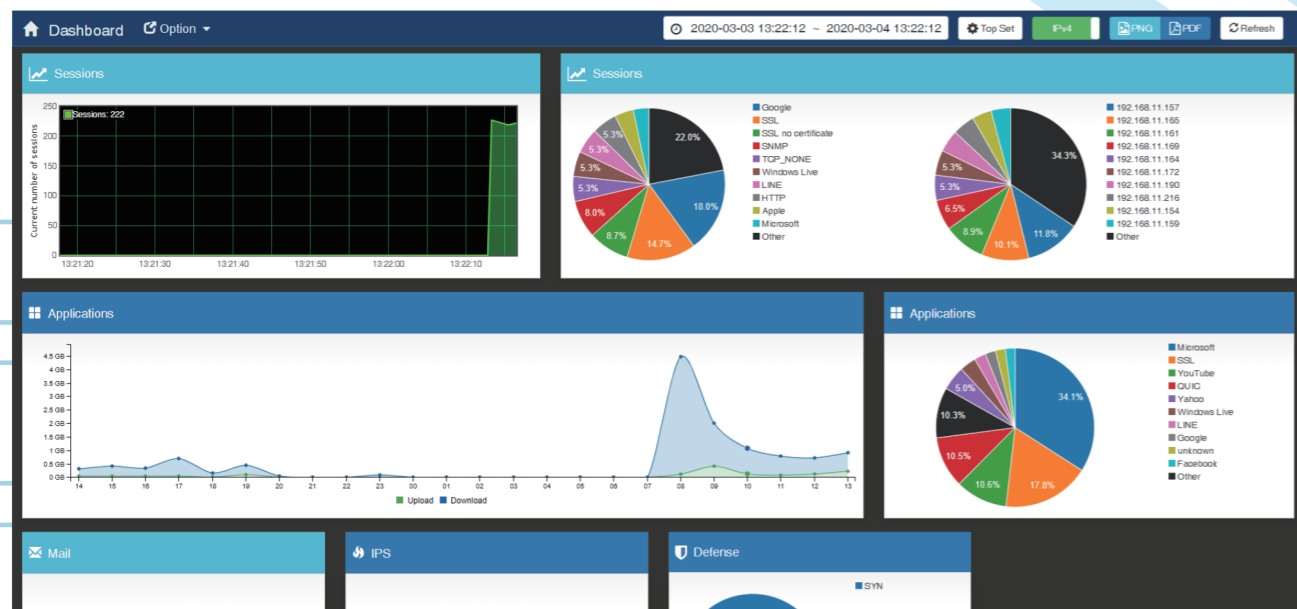 Dashboard
Option
2020-03-03 13:22:12 ~ 2020-03-04 13:22:12
Top Set
IPv4
PNG
PDF
Refresh
Sessions
Current number of sessions
250
200
150
100
50
0
Sessions: 222
13:21:20
13:21:30
13:21:40
13:21:50
13:22:00
13:22:10
Sessions
22.0%
18.0%
14.7%
8.7%
8.0%
5.3%
5.3%
5.3%
5.3%
Google
SSL
SSL no certificate
SNMP
TCP_NONE
Windows Live
LINE
HTTP
Apple
Microsoft
Other
34.3%
11.8%
10.1%
8.9%
6.5%
5.3%
5.3%
192.168.11.157
192.168.11.165
192.168.11.161
192.168.11.169
192.168.11.164
192.168.11.172
192.168.11.190
192.168.11.216
192.168.11.154
192.168.11.159
Other
Applications
4.5 GB
4 GB
3.5 GB
3 GB
2.5 GB
2 GB
1.5 GB
1 GB
0.5 GB
0 GB
14 15 16 17 18 19 20 21 22 23 00 01 02 03 04 05 06 07 08 09 10 11 12 13
Upload
Download
Applications
34.1%
17.8%
10.6%
10.5%
10.3%
5.0%
Microsoft
SSL
YouTube
QUIC
Yahoo
Windows Live
LINE
Google
unknown
Facebook
Other
Mail
IPS
Defense
SYN